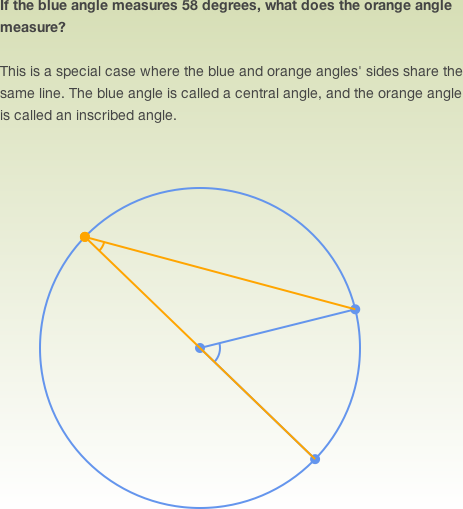 If the blue angle measures 58 degrees, what does the orange angle
measure?
This is a special case where the blue and orange angles' sides share the
same line. The blue angle is called a central angle, and the orange angle
is called an inscribed angle.